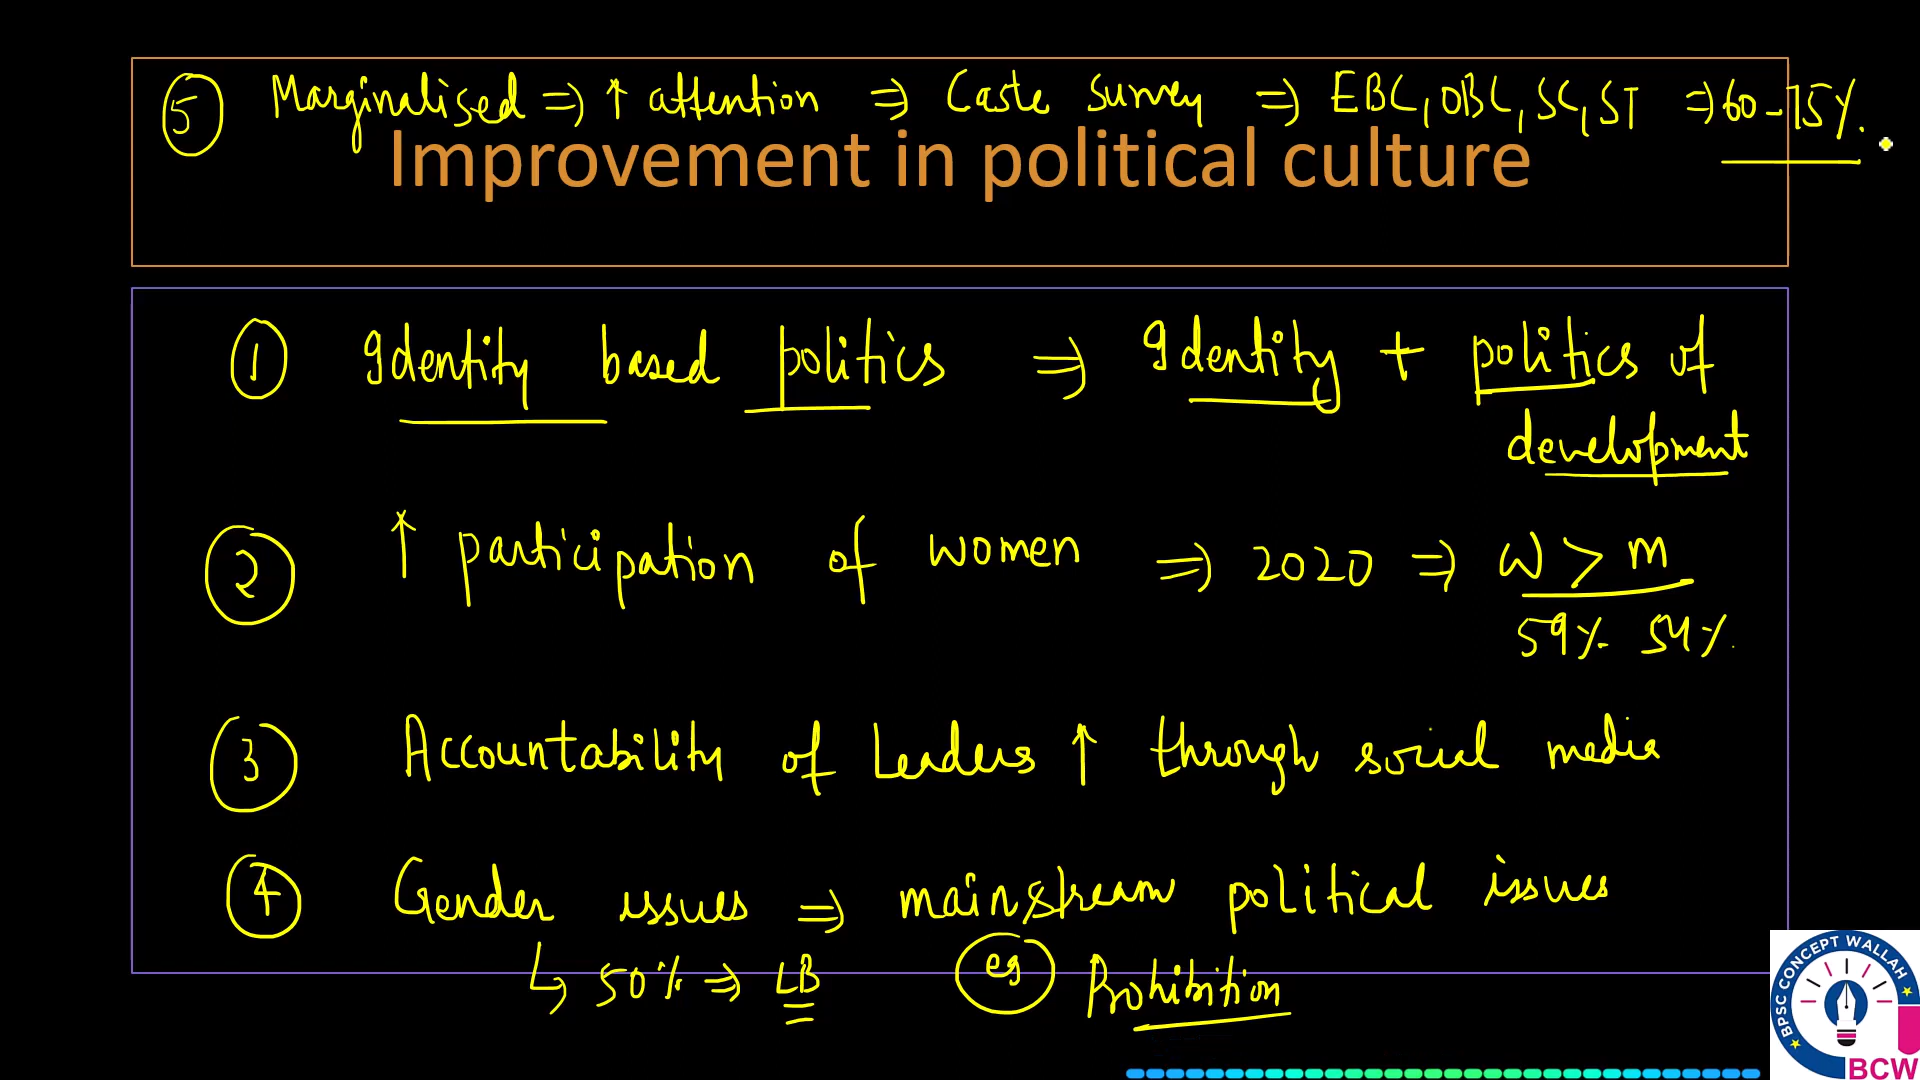 5 Marginalised ⇒ ↑ attention ⇒ Caste survey ⇒ EBC, OBC, SC, ST ⇒ 60-75%.
Improvement in political culture
1 Identity based politics ⇒ Identity + politics of
development
2 ↑ participation of women ⇒ 2020 ⇒ W > m
59% 54%
3 Accountability of Leaders ↑ through social media
4 Gender issues ⇒ mainstream political issues
↳ 50% ⇒ LB eg Prohibition
BPSC CONCEPT WALLAH
BCW